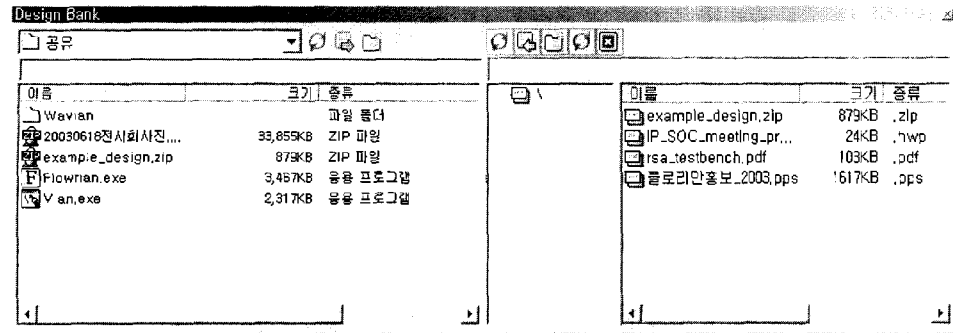 Design Bank
공유
이름 크기 종류
Wavian 파일 폴더
20030618전시회사진,... 33,855KB ZIP 파일
example_design.zip 879KB ZIP 파일
Flowrian.exe 3,467KB 응용 프로그램
V an.exe 2,317KB 응용 프로그램
\
이름 크기 종류
example_design.zip 879KB .zip
IP_SOC_meeting_pr,.. 24KB .hwp
rsa_testbench.pdf 103KB .pdf
플로리안홍보_2003.pps 1617KB .pps